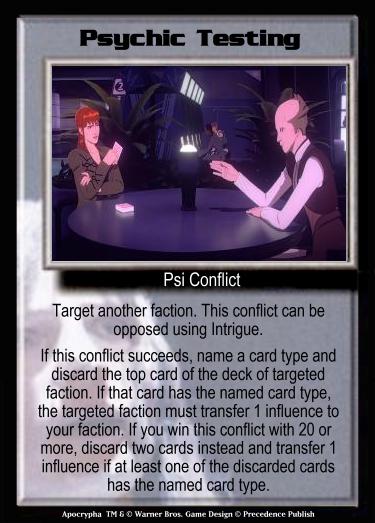 Psychic Testing
2
Psi Conflict
Target another faction. This conflict can be
opposed using Intrigue.
If this conflict succeeds, name a card type and
discard the top card of the deck of targeted
faction. If that card has the named card type,
the targeted faction must transfer 1 influence to
your faction. If you win this conflict with 20 or
more, discard two cards instead and transfer 1
influence if at least one of the discarded cards
has the named card type.
Apocrypha TM & © Warner Bros. Game Design © Precedence Publish